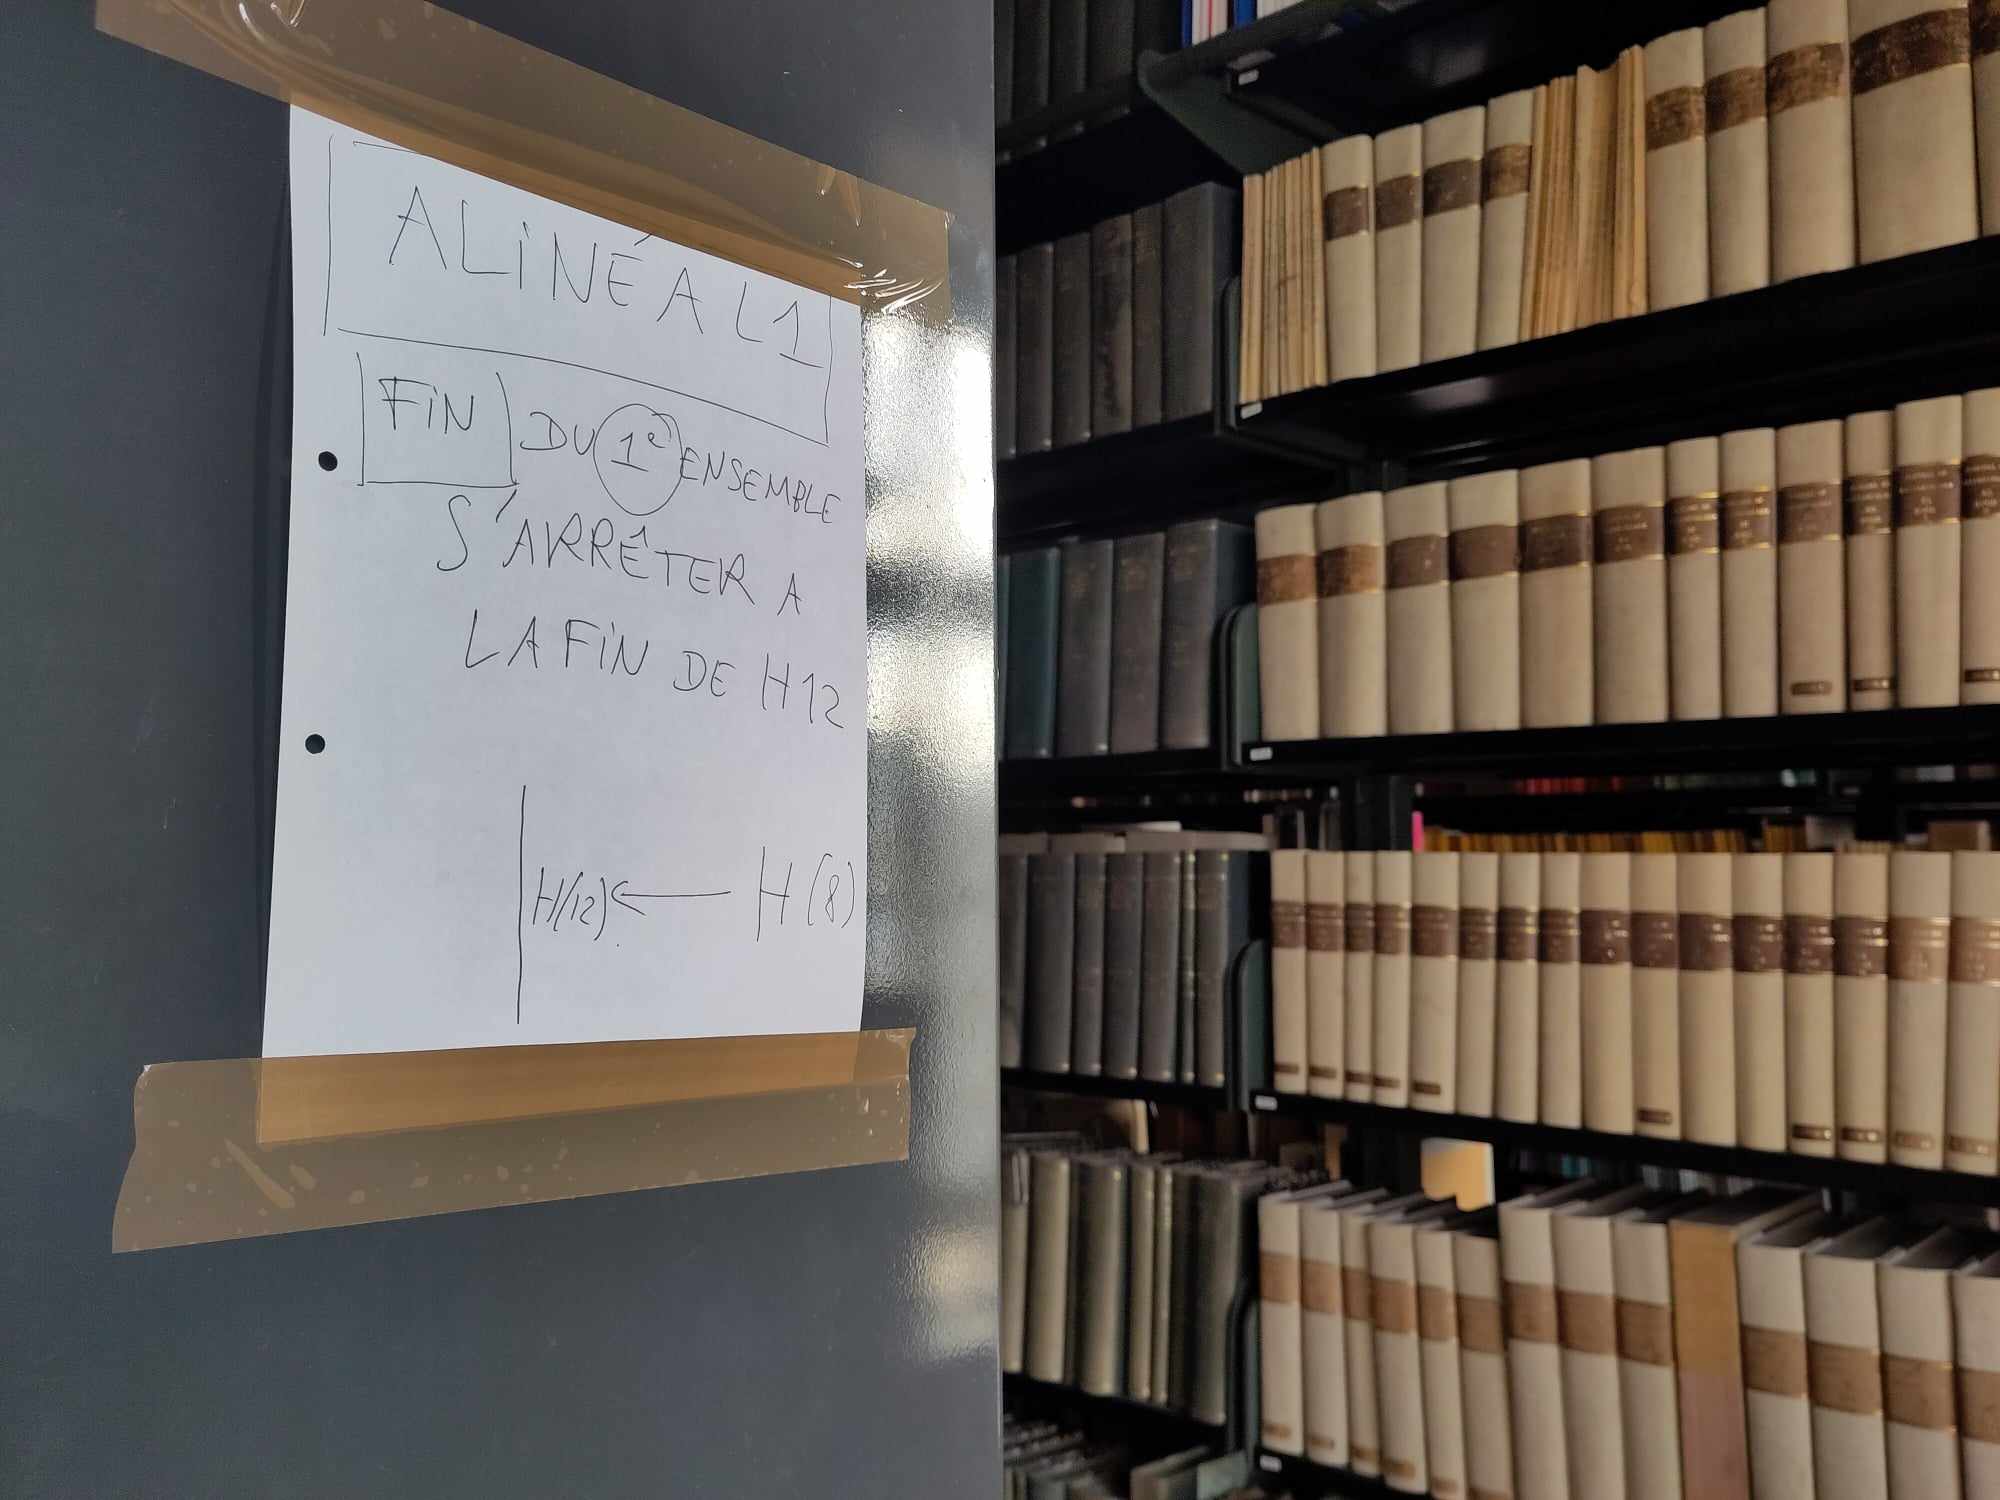 ALINÉA L1
FIN DU 1e ENSEMBLE
S'ARRÊTER A
LA FIN DE H12
H(12) ← H(8)